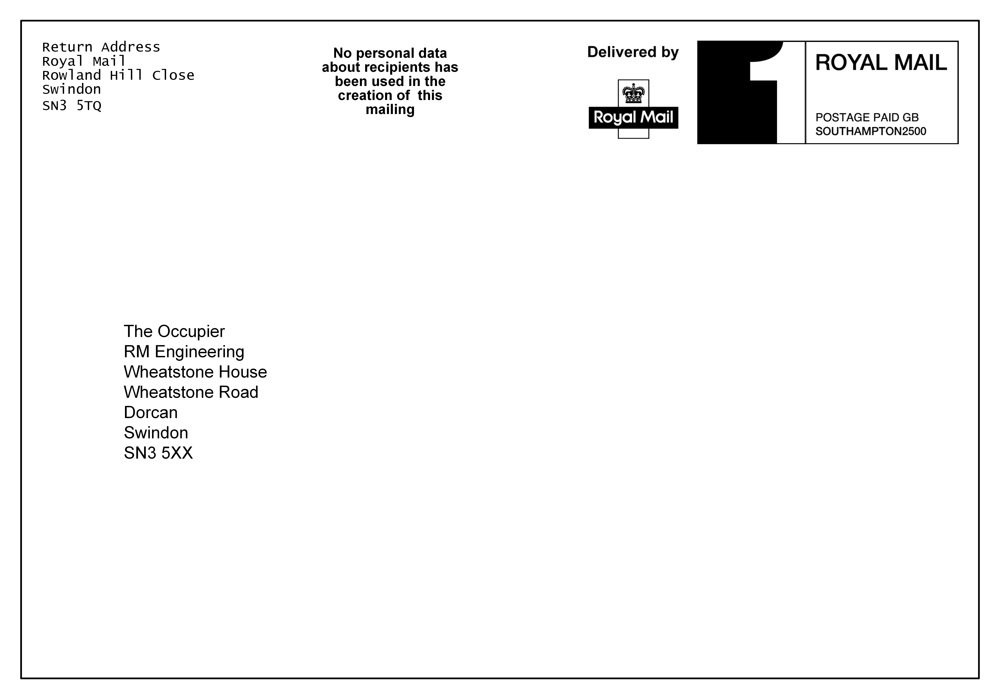 Return Address
Royal Mail
Rowland Hill Close
Swindon
SN3 5TQ
No personal data
about recipients has
been used in the
creation of  this
mailing
Delivered by
Royal Mail
1
ROYAL MAIL
POSTAGE PAID GB
SOUTHAMPTON2500
The Occupier
RM Engineering
Wheatstone House
Wheatstone Road
Dorcan
Swindon
SN3 5XX